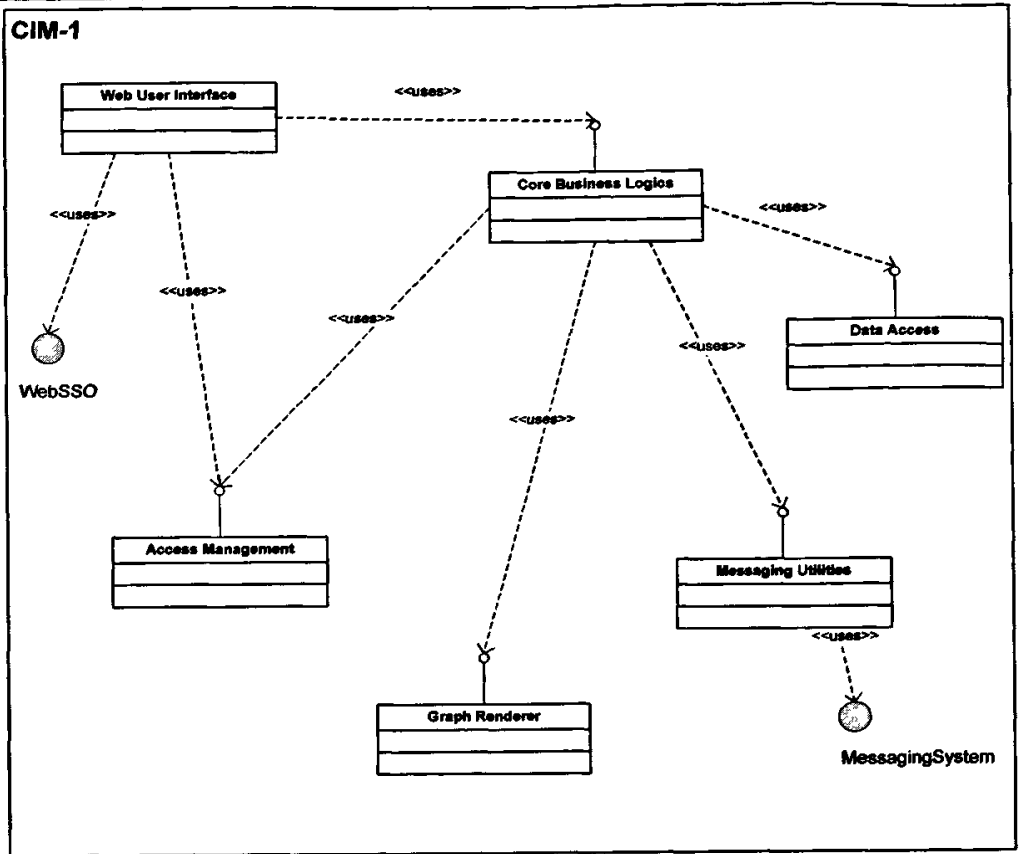 CIM-1
Web User Interface
<<uses>>
Core Business Logics
<<uses>>
<<uses>>
<<uses>>
<<uses>>
Data Access
<<uses>>
WebSSO
<<uses>>
Access Management
Messaging Utilities
<<uses>>
Graph Renderer
MessagingSystem